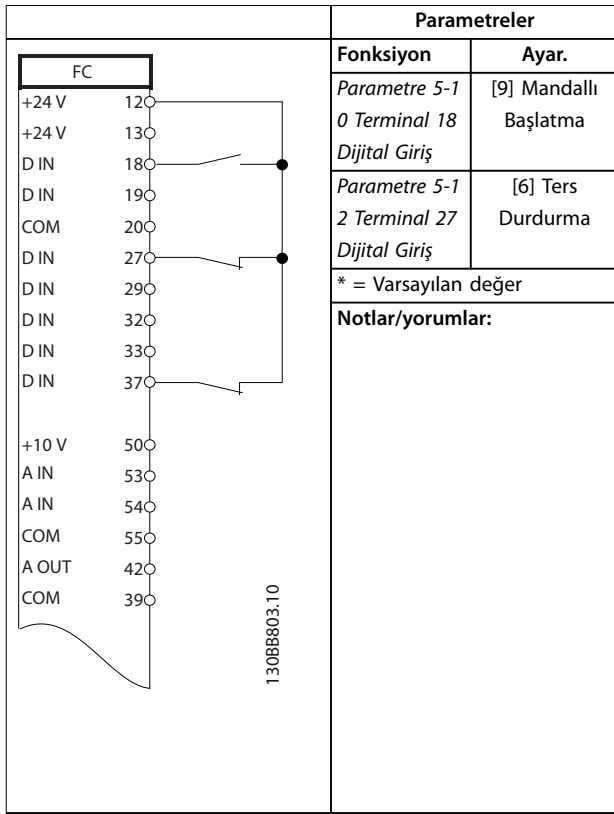 FC
+24 V 12
+24 V 13
D IN 18
D IN 19
COM 20
D IN 27
D IN 29
D IN 32
D IN 33
D IN 37
+10 V 50
A IN 53
A IN 54
COM 55
A OUT 42
COM 39
130BB803.10
Parametreler
Fonksiyon Ayar.
Parametre 5-1 [9] Mandallı
0 Terminal 18 Başlatma
Dijital Giriş
Parametre 5-1 [6] Ters
2 Terminal 27 Durdurma
Dijital Giriş
* = Varsayılan değer
Notlar/yorumlar: